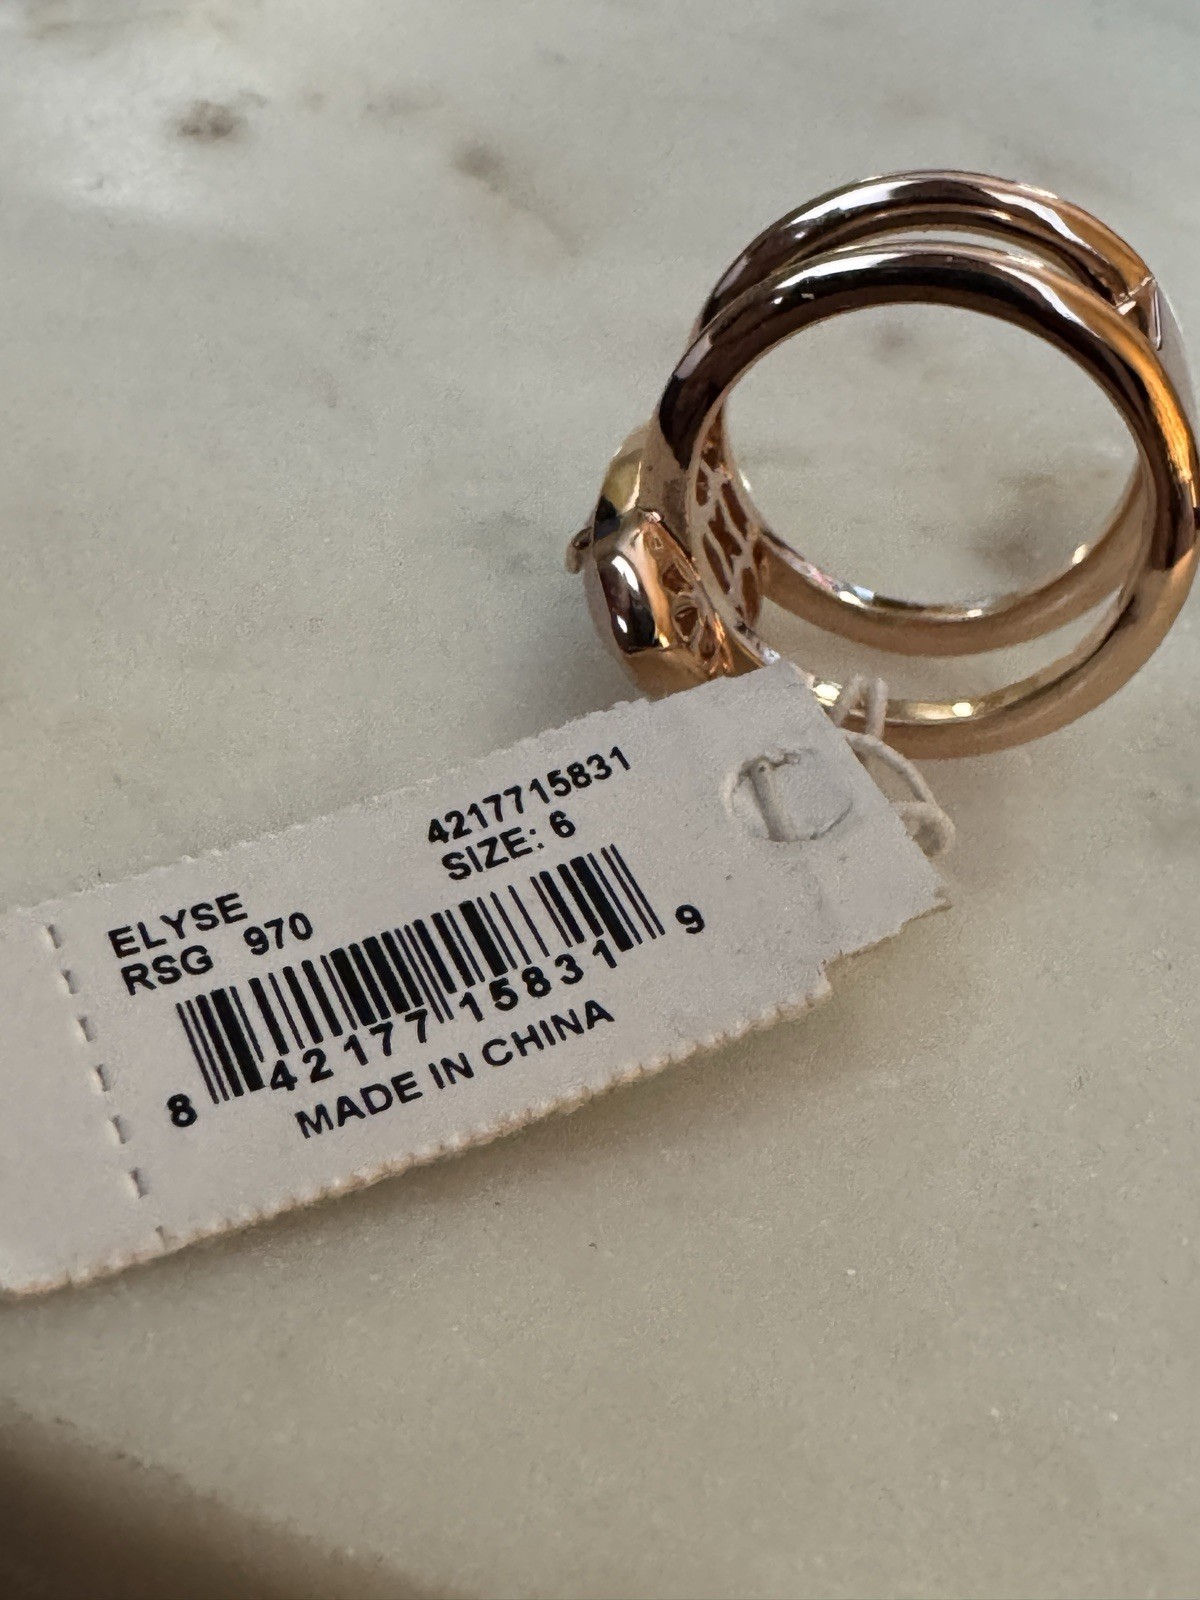 4217715831
SIZE: 6
ELYSE
RSG 970
8 42177 15831 9
MADE IN CHINA